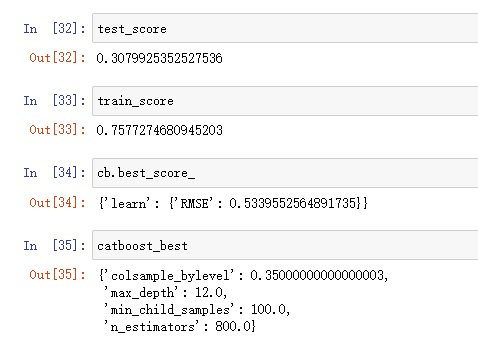 In [32]: test_score
Out[32]: 0.3079925352527536
In [33]: train_score
Out[33]: 0.7577274680945203
In [34]: cb.best_score_
Out[34]: {'learn': {'RMSE': 0.5339552564891735}}
In [35]: catboost_best
Out[35]: {'colsample_bylevel': 0.35000000000000003,
'max_depth': 12.0,
'min_child_samples': 100.0,
'n_estimators': 800.0}